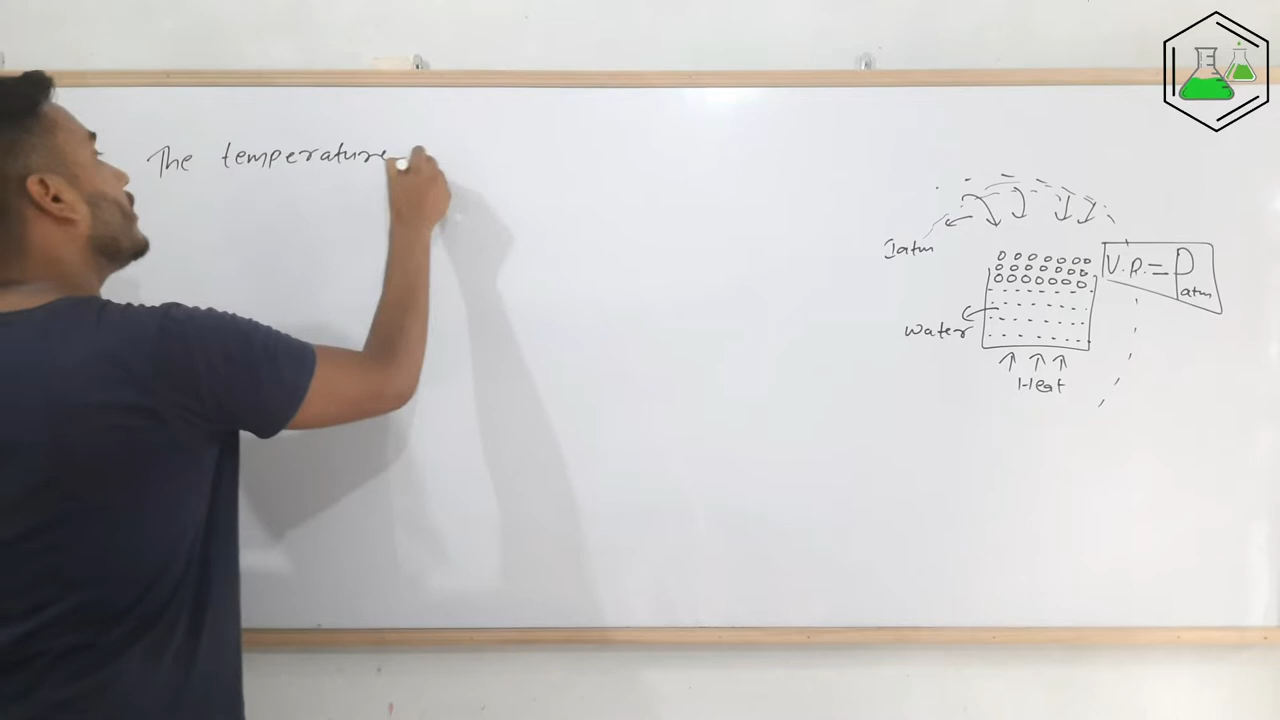 The temperature
1atm
V.P. = Patm
Water
Heat